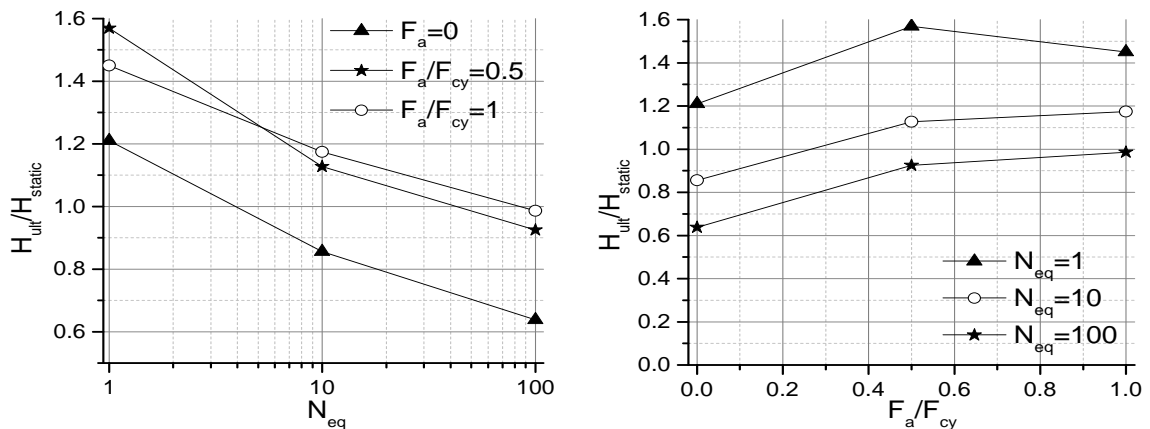 1.6
1.4
1.2
1.0
0.8
0.6
H_ult/H_static
1 10 100
N_eq
F_a=0
F_a/F_cy=0.5
F_a/F_cy=1
1.6
1.4
1.2
1.0
0.8
0.6
0.4
0.2
0.0
H_ult/H_static
0.0 0.2 0.4 0.6 0.8 1.0
F_a/F_cy
N_eq=1
N_eq=10
N_eq=100